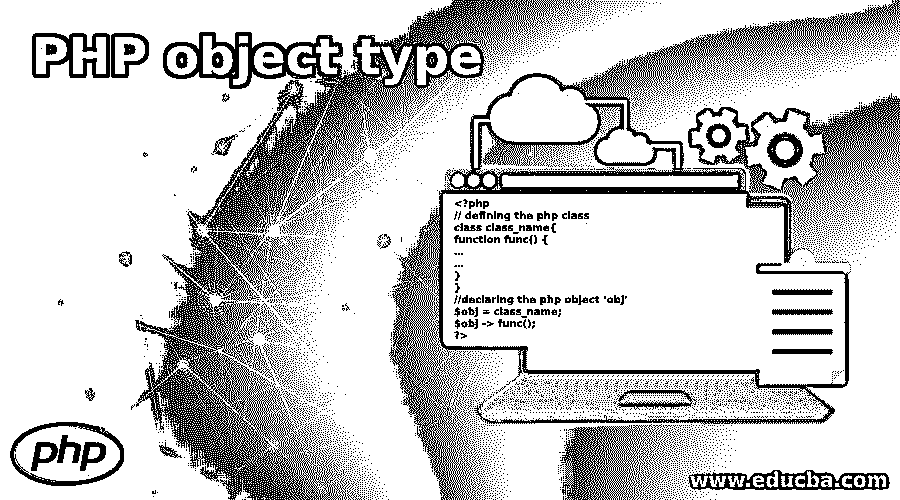 PHP object type
<?php
// defining the php class
class class_name{
function func() {
...
...
}
}
//declaring the php object 'obj'
$obj = class_name;
$obj -> func();
?>
php
www.educba.com